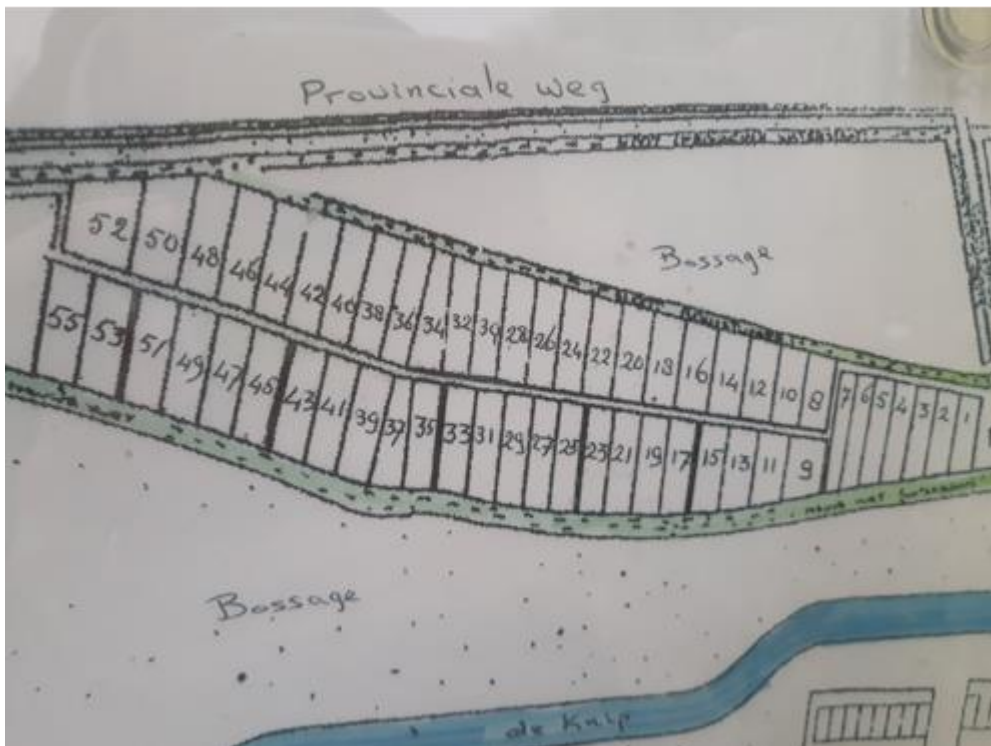 Provinciale weg
Bossage
52 50 48 46 44 42 40 38 36 34 32 30 28 26 24 22 20 18 16 14 12 10 8
7 6 5 4 3 2 1
55 53 51 49 47 45 43 41 39 37 35 33 31 29 27 25 23 21 19 17 15 13 11 9
Bossage
de Knip